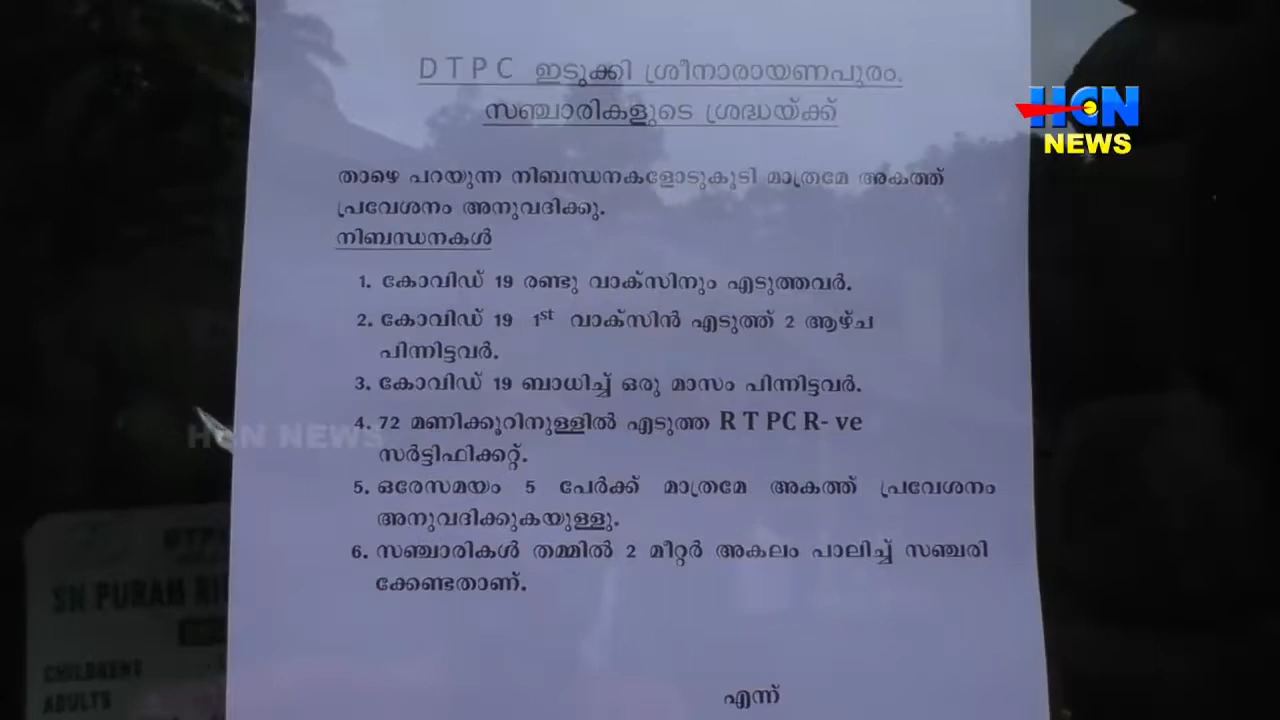 DTPC ഇടുക്കി ശ്രീനാരായണപുരം.
സഞ്ചാരികളുടെ ശ്രദ്ധയ്ക്ക്
HCN
NEWS
താഴെ പറയുന്ന നിബന്ധനകളോടുകൂടി മാത്രമേ അകത്ത്
പ്രവേശനം അനുവദിക്കു.
നിബന്ധനകൾ
1. കോവിഡ് 19 രണ്ടു വാക്സിനും എടുത്തവർ.
2. കോവിഡ് 19 1st വാക്സിൻ എടുത്ത് 2 ആഴ്ച
പിന്നിട്ടവർ.
3. കോവിഡ് 19 ബാധിച്ച് ഒരു മാസം പിന്നിട്ടവർ.
4. 72 മണിക്കൂറിനുള്ളിൽ എടുത്ത R T PC R- ve
സർട്ടിഫിക്കറ്റ്.
HCN NEWS
5. ഒരേസമയം 5 പേർക്ക് മാത്രമേ അകത്ത് പ്രവേശനം
അനുവദിക്കുകയുള്ളു.
6. സഞ്ചാരികൾ തമ്മിൽ 2 മീറ്റർ അകലം പാലിച്ച് സഞ്ചരി
ക്കേണ്ടതാണ്.
SN PURAM
CHILDRENS
ADULTS
എന്ന്